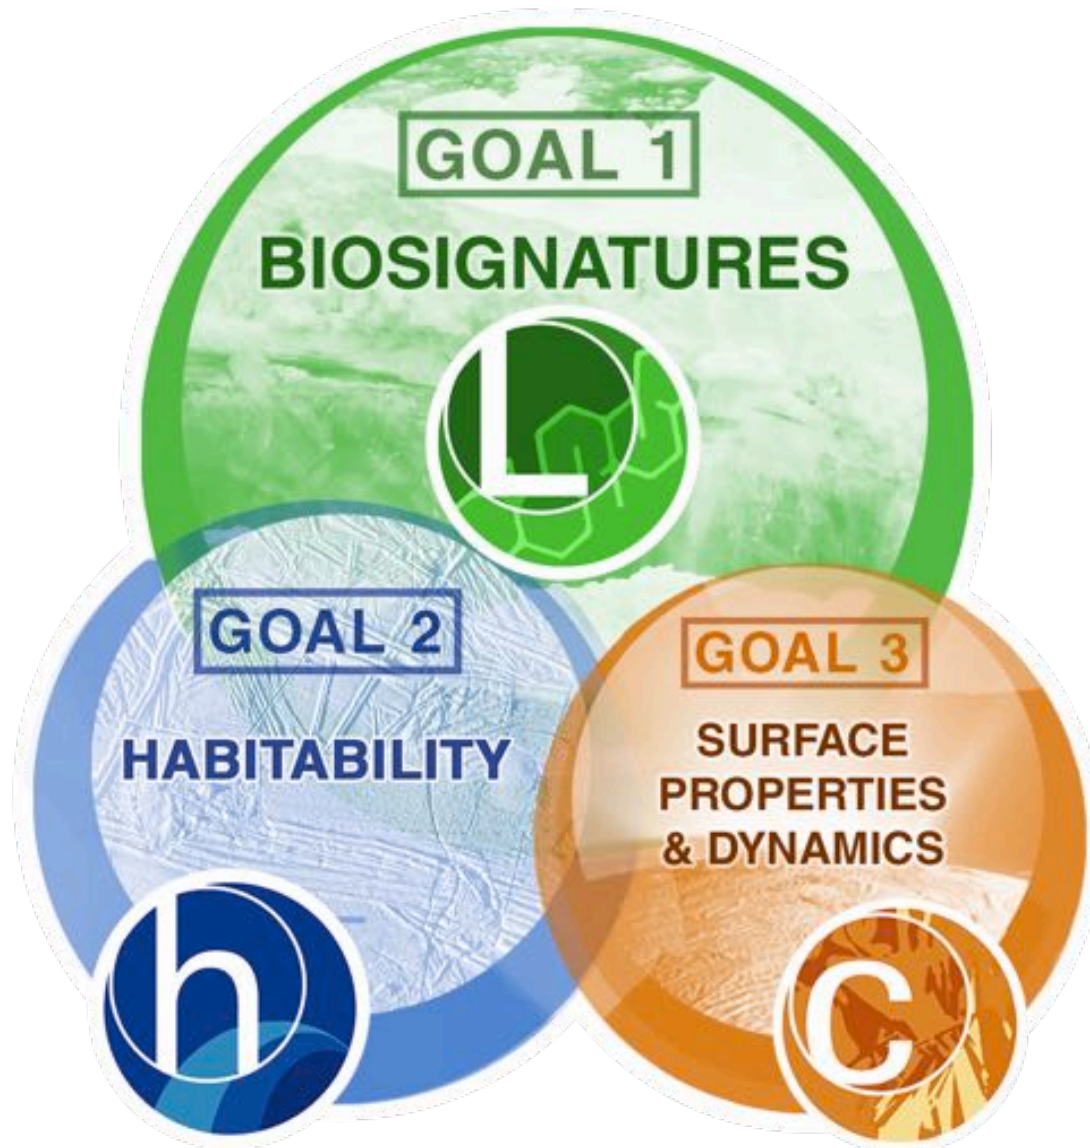 GOAL 1
BIOSIGNATURES
L
GOAL 2
HABITABILITY
h
GOAL 3
SURFACE
PROPERTIES
& DYNAMICS
c